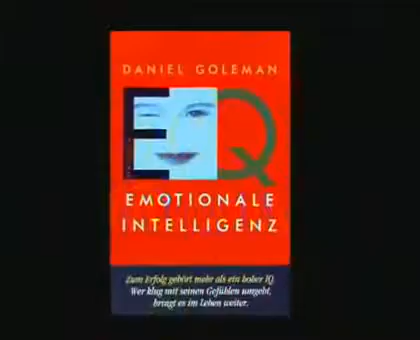 DANIEL GOLEMAN
EQ
EMOTIONALE
INTELLIGENZ
Zum Erfolg gehört mehr als ein hoher IQ.
Wer klug mit seinen Gefühlen umgeht,
bringt es im Leben weiter.